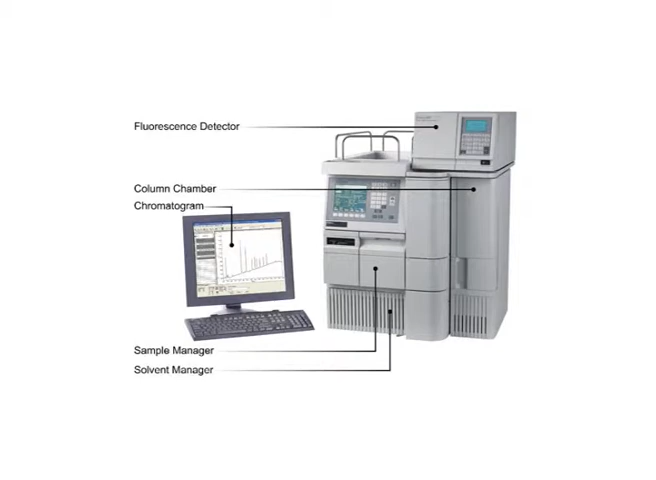 Fluorescence Detector
Column Chamber
Chromatogram
Sample Manager
Solvent Manager